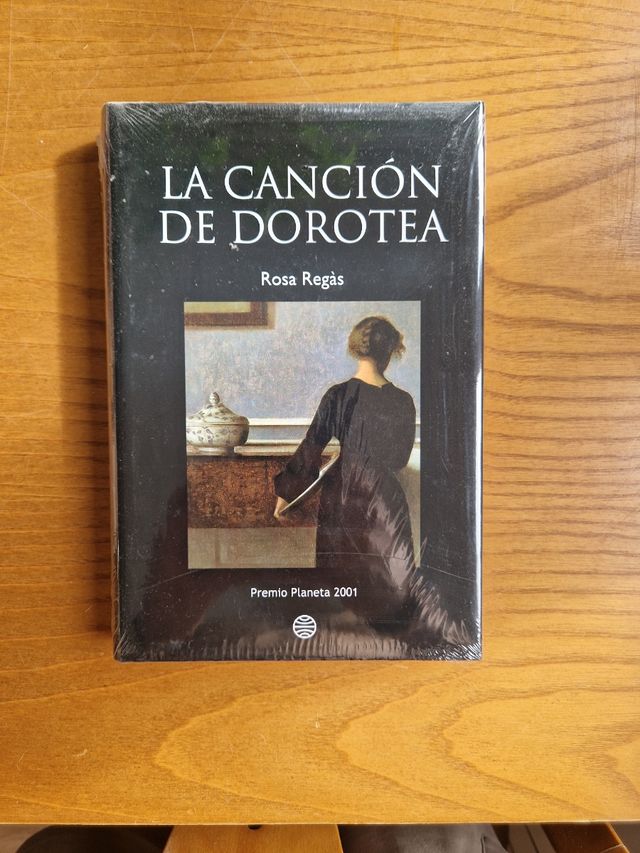 LA CANCIÓN
DE DOROTEA
Rosa Regàs
Premio Planeta 2001